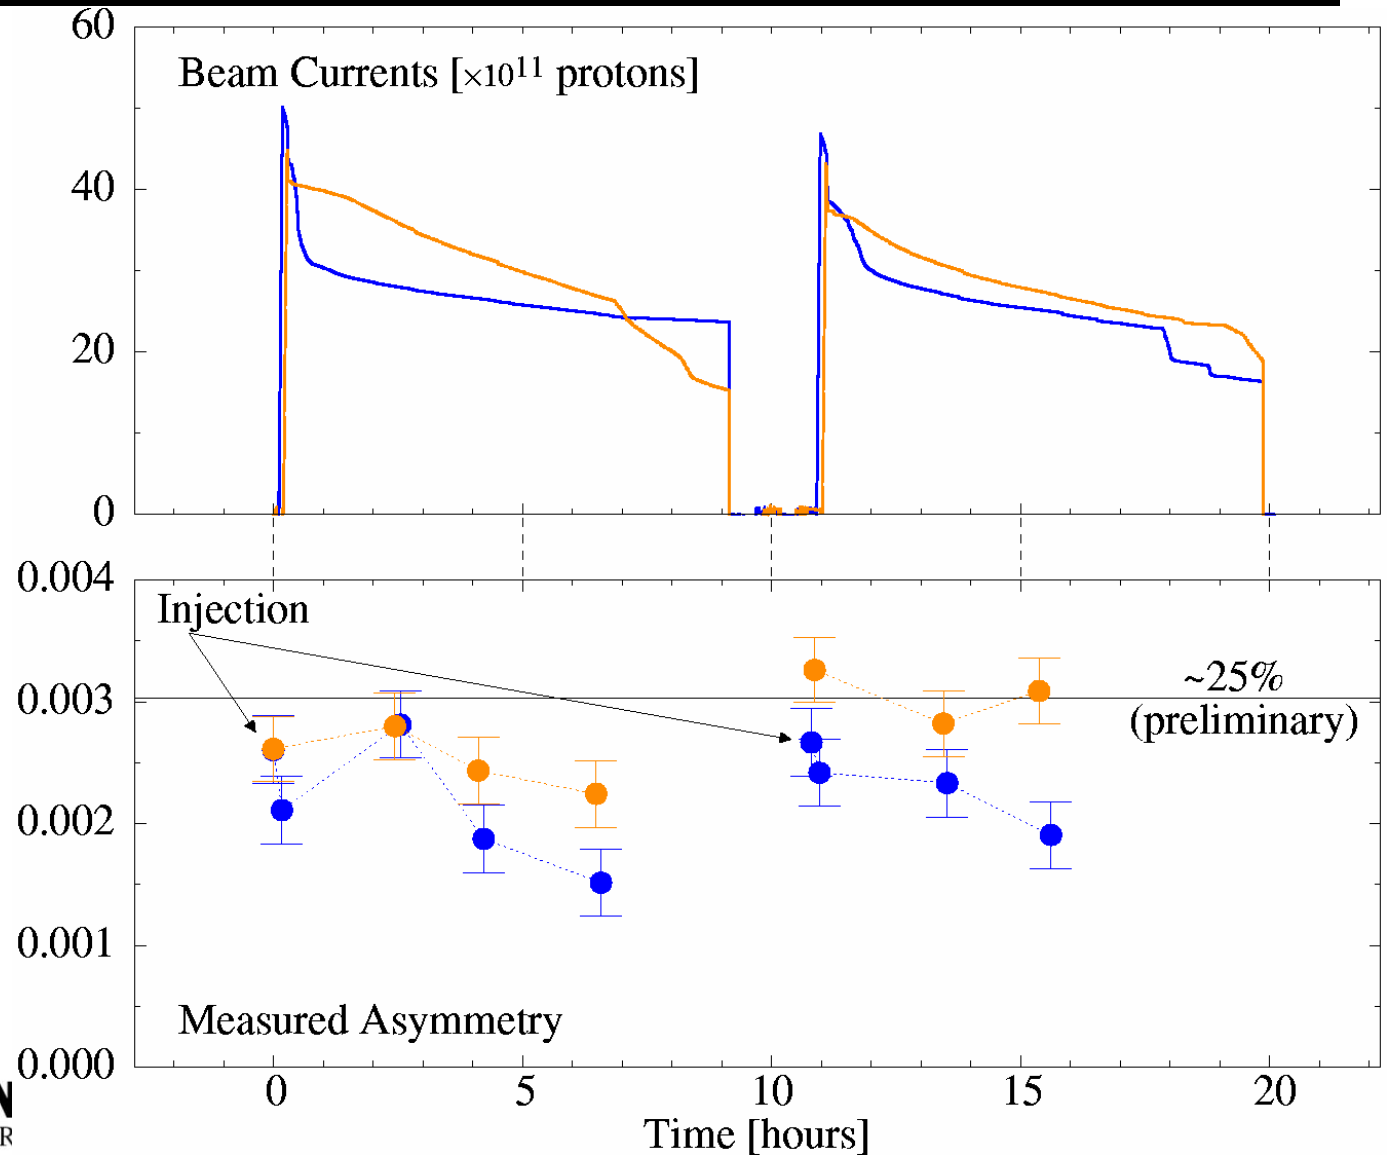 60
Beam Currents [×10¹¹ protons]
40
20
0
0.004
Injection
0.003
~25%
(preliminary)
0.002
0.001
Measured Asymmetry
0.000
0 5 10 15 20
Time [hours]
N
R